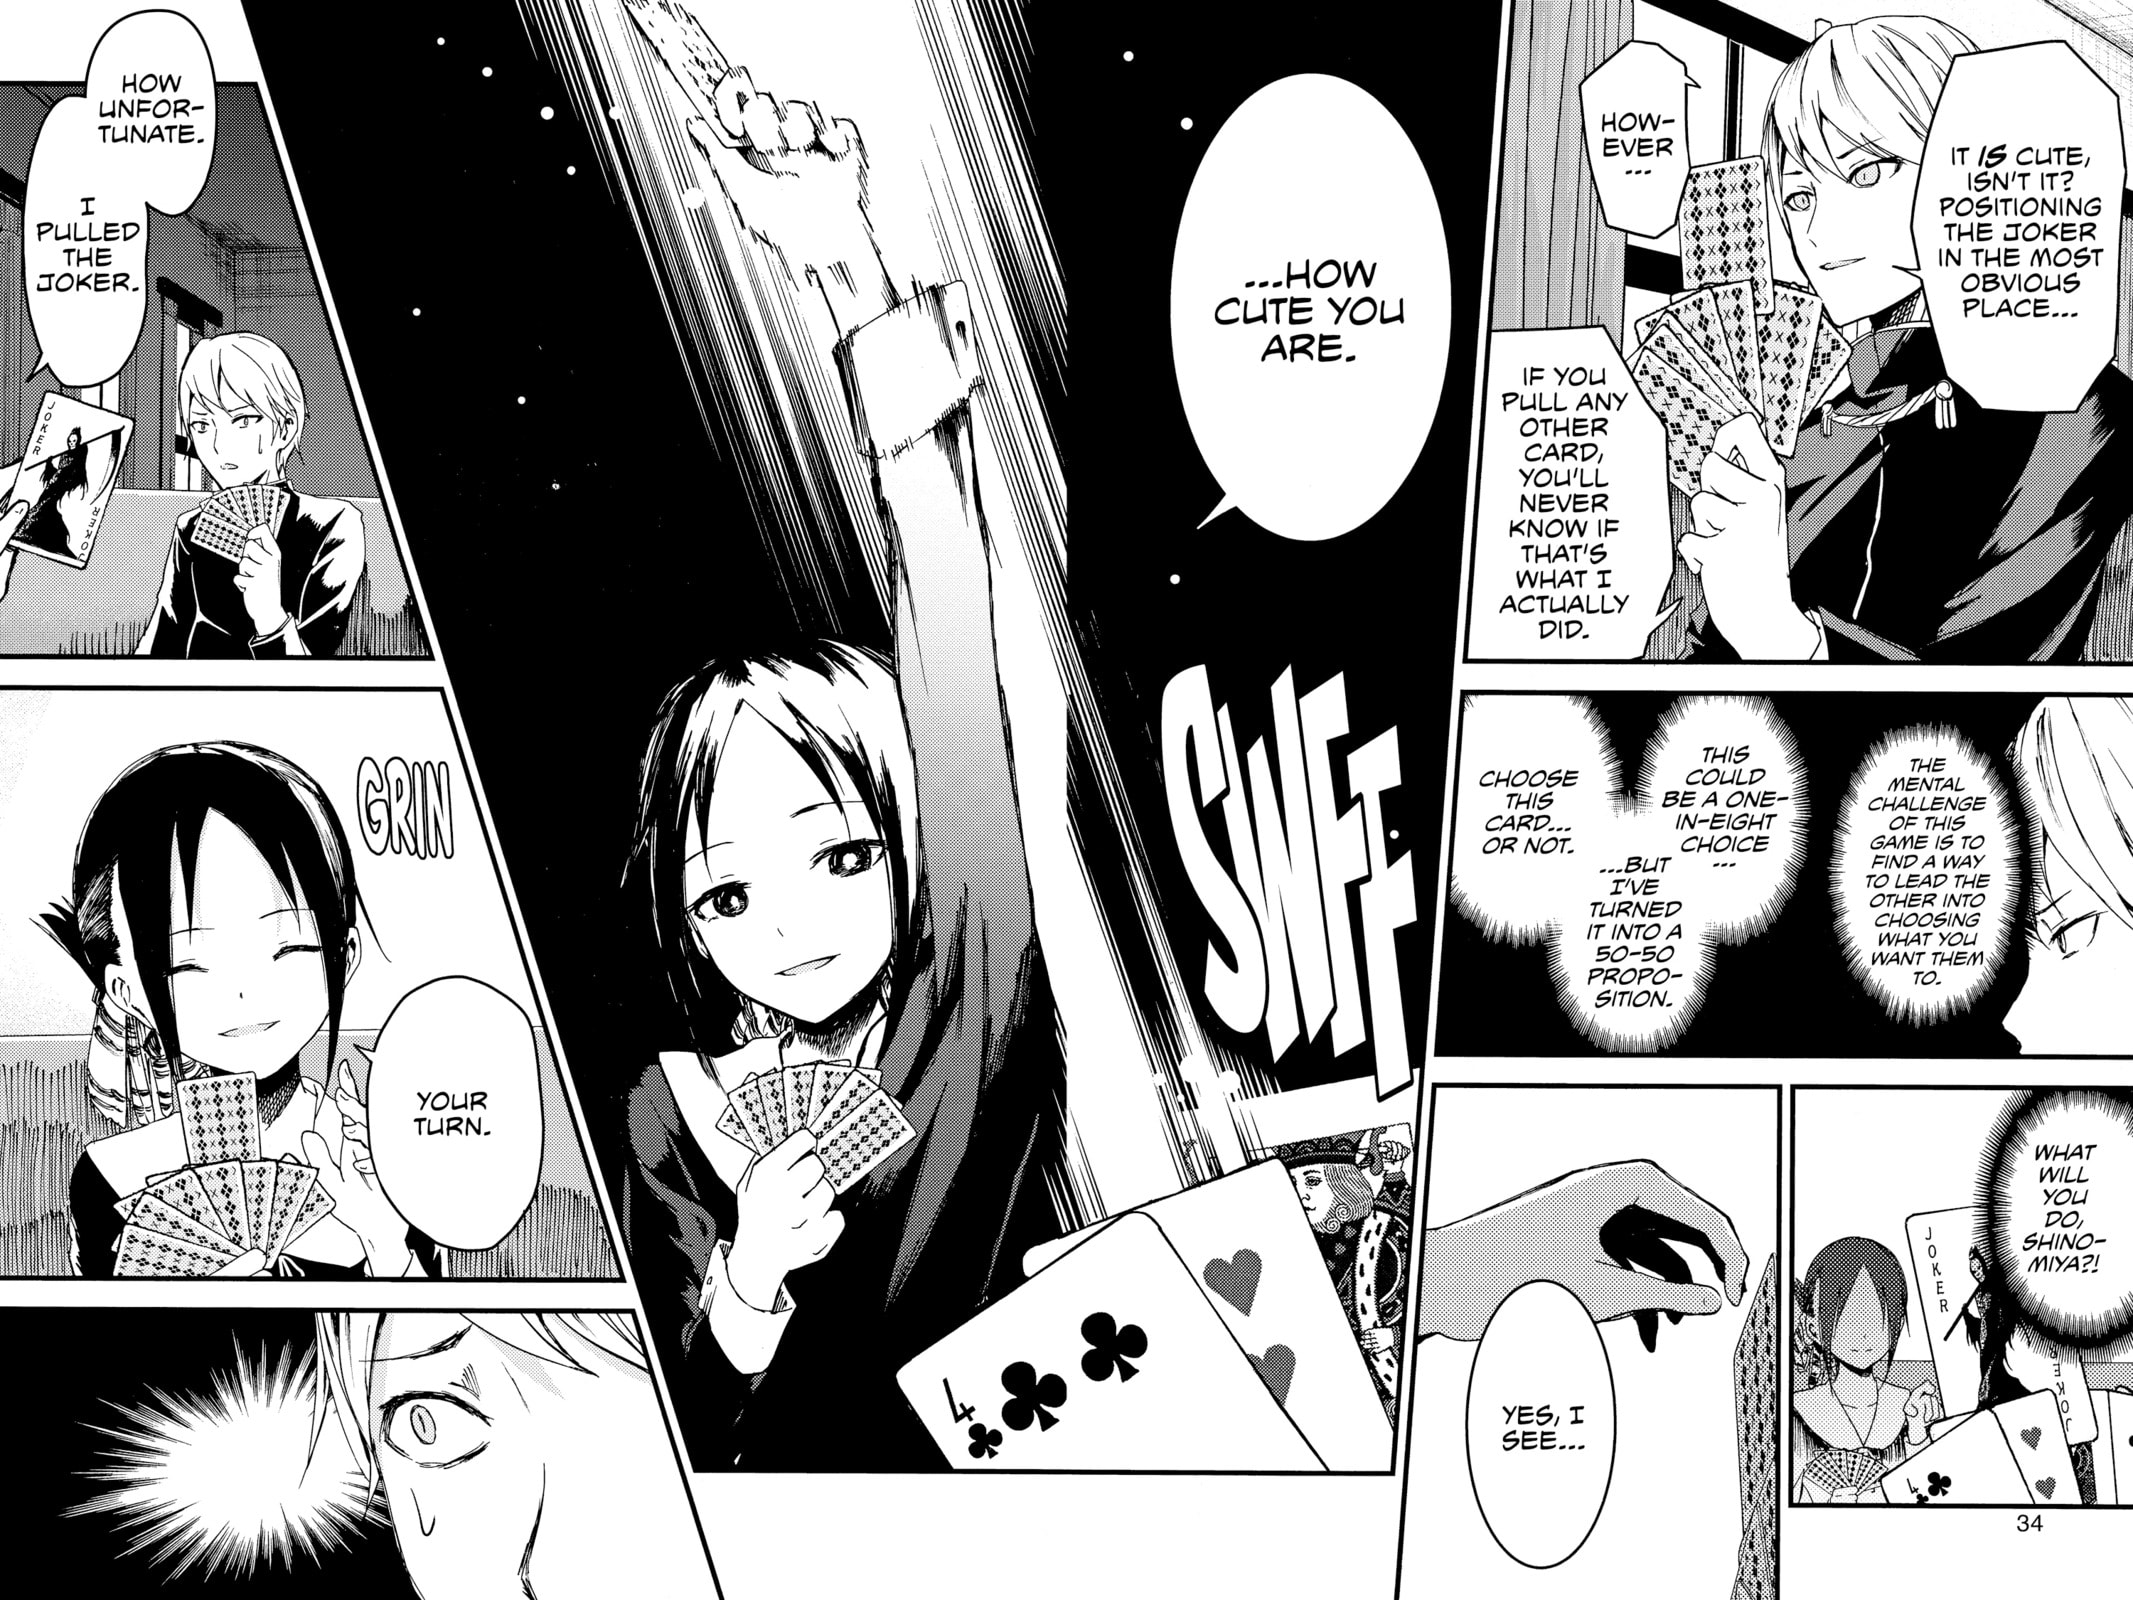 IT IS CUTE,
ISN'T IT?
POSITIONING
THE JOKER
IN THE MOST
OBVIOUS
PLACE...
HOW-
EVER
...
IF YOU
PULL ANY
OTHER
CARD,
YOU'LL
NEVER
KNOW IF
THAT'S
WHAT I
ACTUALLY
DID.
THE
MENTAL
CHALLENGE
OF THIS
GAME IS TO
FIND A WAY
TO LEAD THE
OTHER INTO
CHOOSING
WHAT YOU
WANT THEM
TO.
THIS
COULD
BE A ONE-
IN-EIGHT
CHOICE
...
...BUT
I'VE
TURNED
IT INTO A
50-50
PROPO-
SITION.
CHOOSE
THIS
CARD...
OR NOT.
WHAT
WILL
YOU
DO,
SHINO-
MIYA?!
JOKER
JOKER
4
34
YES, I
SEE...
...HOW
CUTE YOU
ARE.
SWFT
4
HOW
UNFOR-
TUNATE.
I
PULLED
THE
JOKER.
JOKER
JOKER
GRIN
YOUR
TURN.